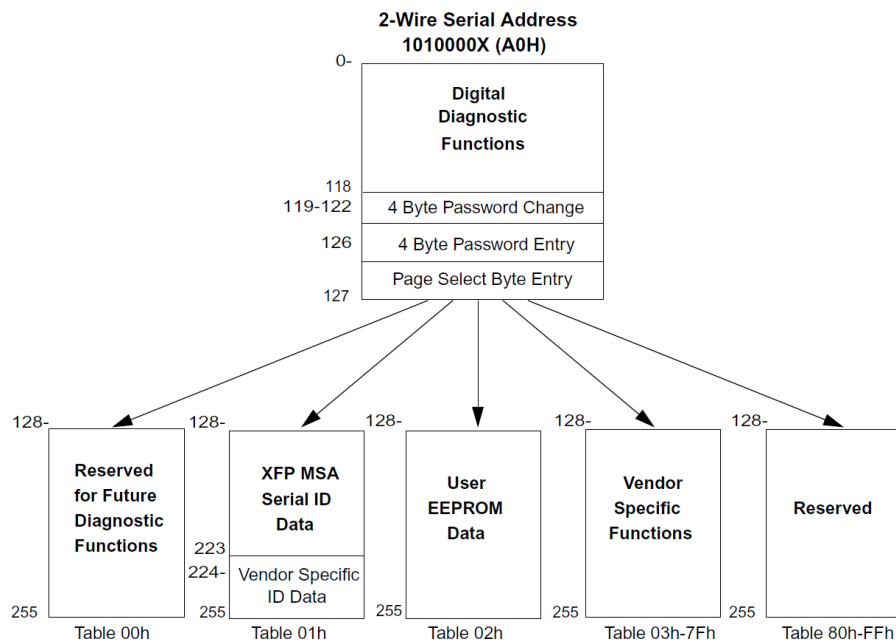 2-Wire Serial Address
1010000X (A0H)
0-
Digital
Diagnostic
Functions
118
119-122
4 Byte Password Change
126
4 Byte Password Entry
Page Select Byte Entry
127
128-
Reserved
for Future
Diagnostic
Functions
255
Table 00h
128-
XFP MSA
Serial ID
Data
223
224-
Vendor Specific
ID Data
255
Table 01h
128-
User
EEPROM
Data
255
Table 02h
128-
Vendor
Specific
Functions
255
Table 03h-7Fh
128-
Reserved
255
Table 80h-FFh